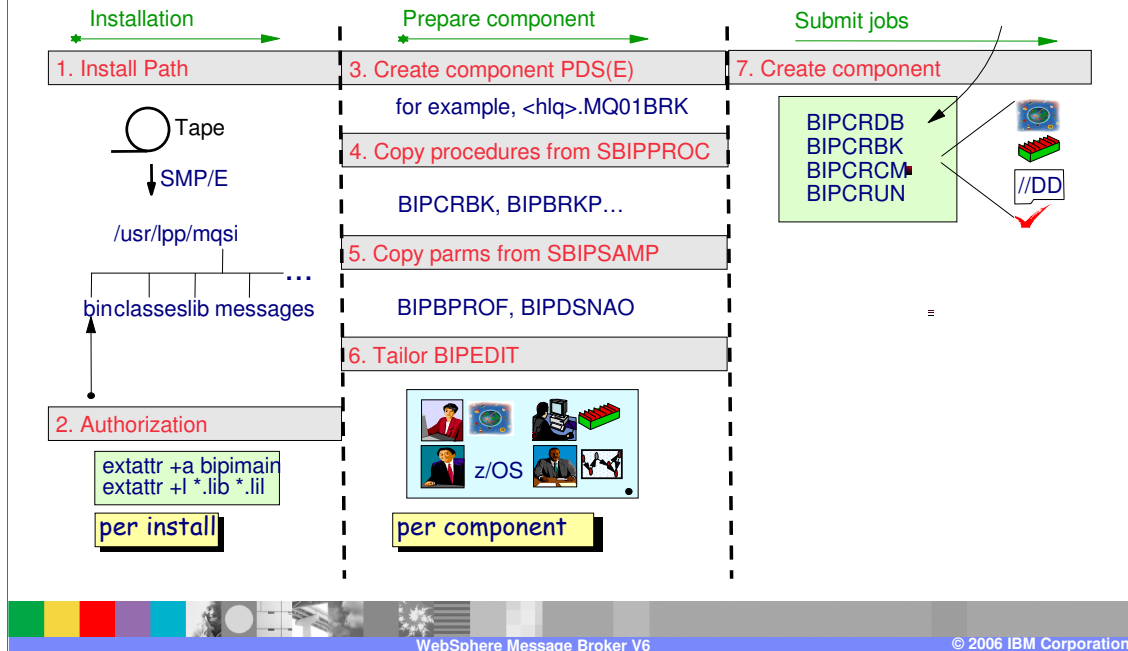 Installation
1. Install Path
Tape
SMP/E
/usr/lpp/mqsi
...
bin classes lib messages
2. Authorization
extattr +a bipimain
extattr +l *.lib *.lil
per install
Prepare component
3. Create component PDS(E)
for example, <hlq>.MQ01BRK
4. Copy procedures from SBIPPROC
BIPCRBK, BIPBRKP…
5. Copy parms from SBIPSAMP
BIPBPROF, BIPDSNAO
6. Tailor BIPEDIT
z/OS
per component
Submit jobs
7. Create component
BIPCRDB
BIPCRBK
BIPCRCM
BIPCRUN
//DD
WebSphere Message Broker V6
© 2006 IBM Corporation